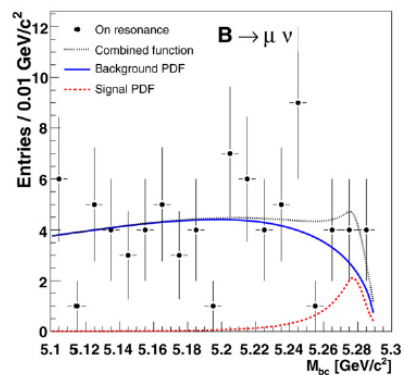 12
10
8
6
4
2
0
Entries / 0.01 GeV/c²
On resonance
Combined function
Background PDF
Signal PDF
B → μ ν
5.1 5.12 5.14 5.16 5.18 5.2 5.22 5.24 5.26 5.28 5.3
M_bc [GeV/c²]